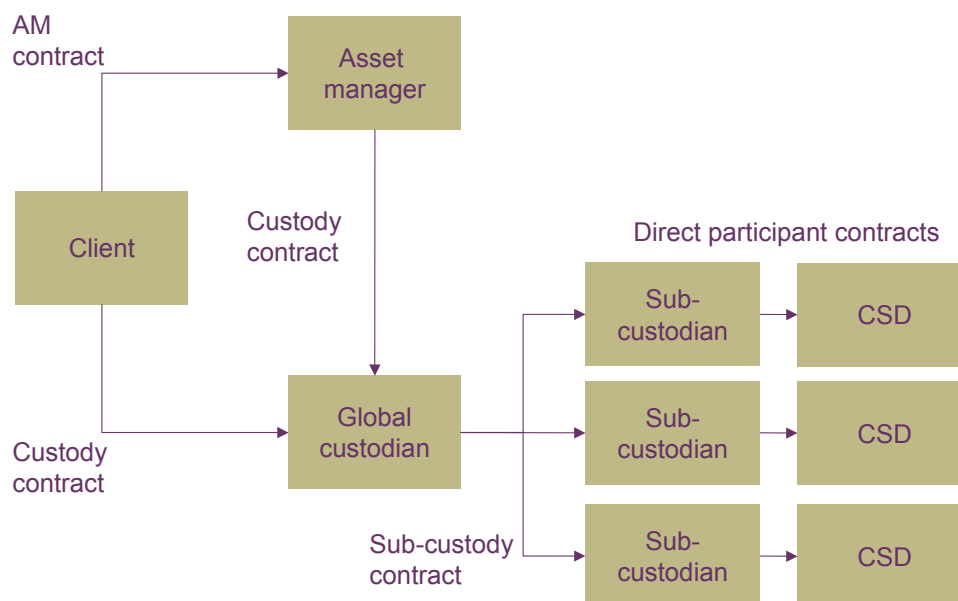 AM
contract
Asset
manager
Client
Custody
contract
Direct participant contracts
Sub-
custodian
CSD
Global
custodian
Sub-
custodian
CSD
Custody
contract
Sub-custody
contract
Sub-
custodian
CSD